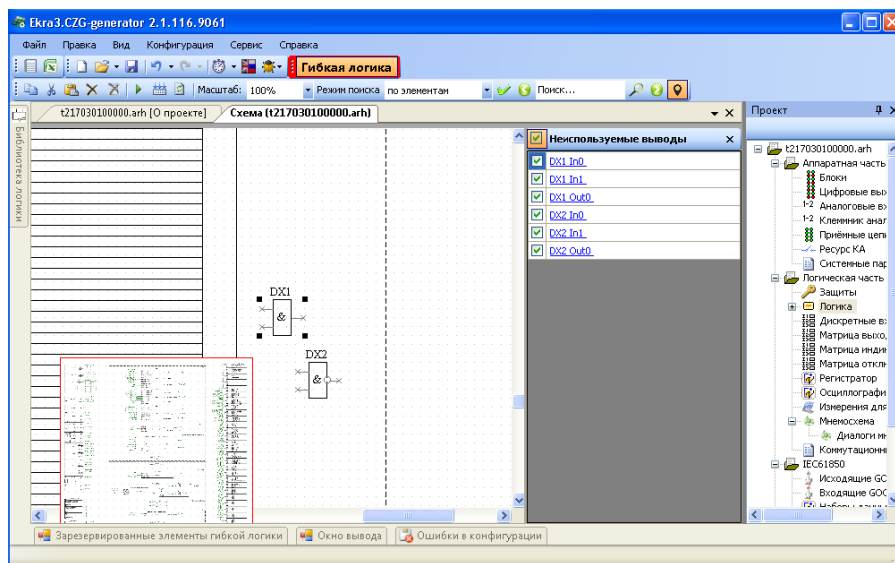 Ekra3.CZG-generator 2.1.116.9061
Файл Правка Вид Конфигурация Сервис Справка
Гибкая логика
Масштаб: 100% Режим поиска по элементам Поиск...
t217030100000.arh [О проекте] Схема (t217030100000.arh)
Проект
Библиотека логики
Неиспользуемые выводы
DX1 In0
DX1 In1
DX1 Out0
DX2 In0
DX2 In1
DX2 Out0
DX1
&
DX2
&
t217030100000.arh
Аппаратная часть
Блоки
Цифровые вых
Аналоговые вх
Клеммник анал
Приёмные цепи
Ресурс КА
Системные пар
Логическая часть
Защиты
Логика
Дискретные в
Матрица выхо
Матрица инди
Матрица откл
Регистратор
Осциллографи
Измерения для
Мнемосхема
Диалоги мн
Коммутационн
IEC61850
Исходящие GO
Входящие GOO
Наборы данны
Зарезервированные элементы гибкой логики Окно вывода Ошибки в конфигурации